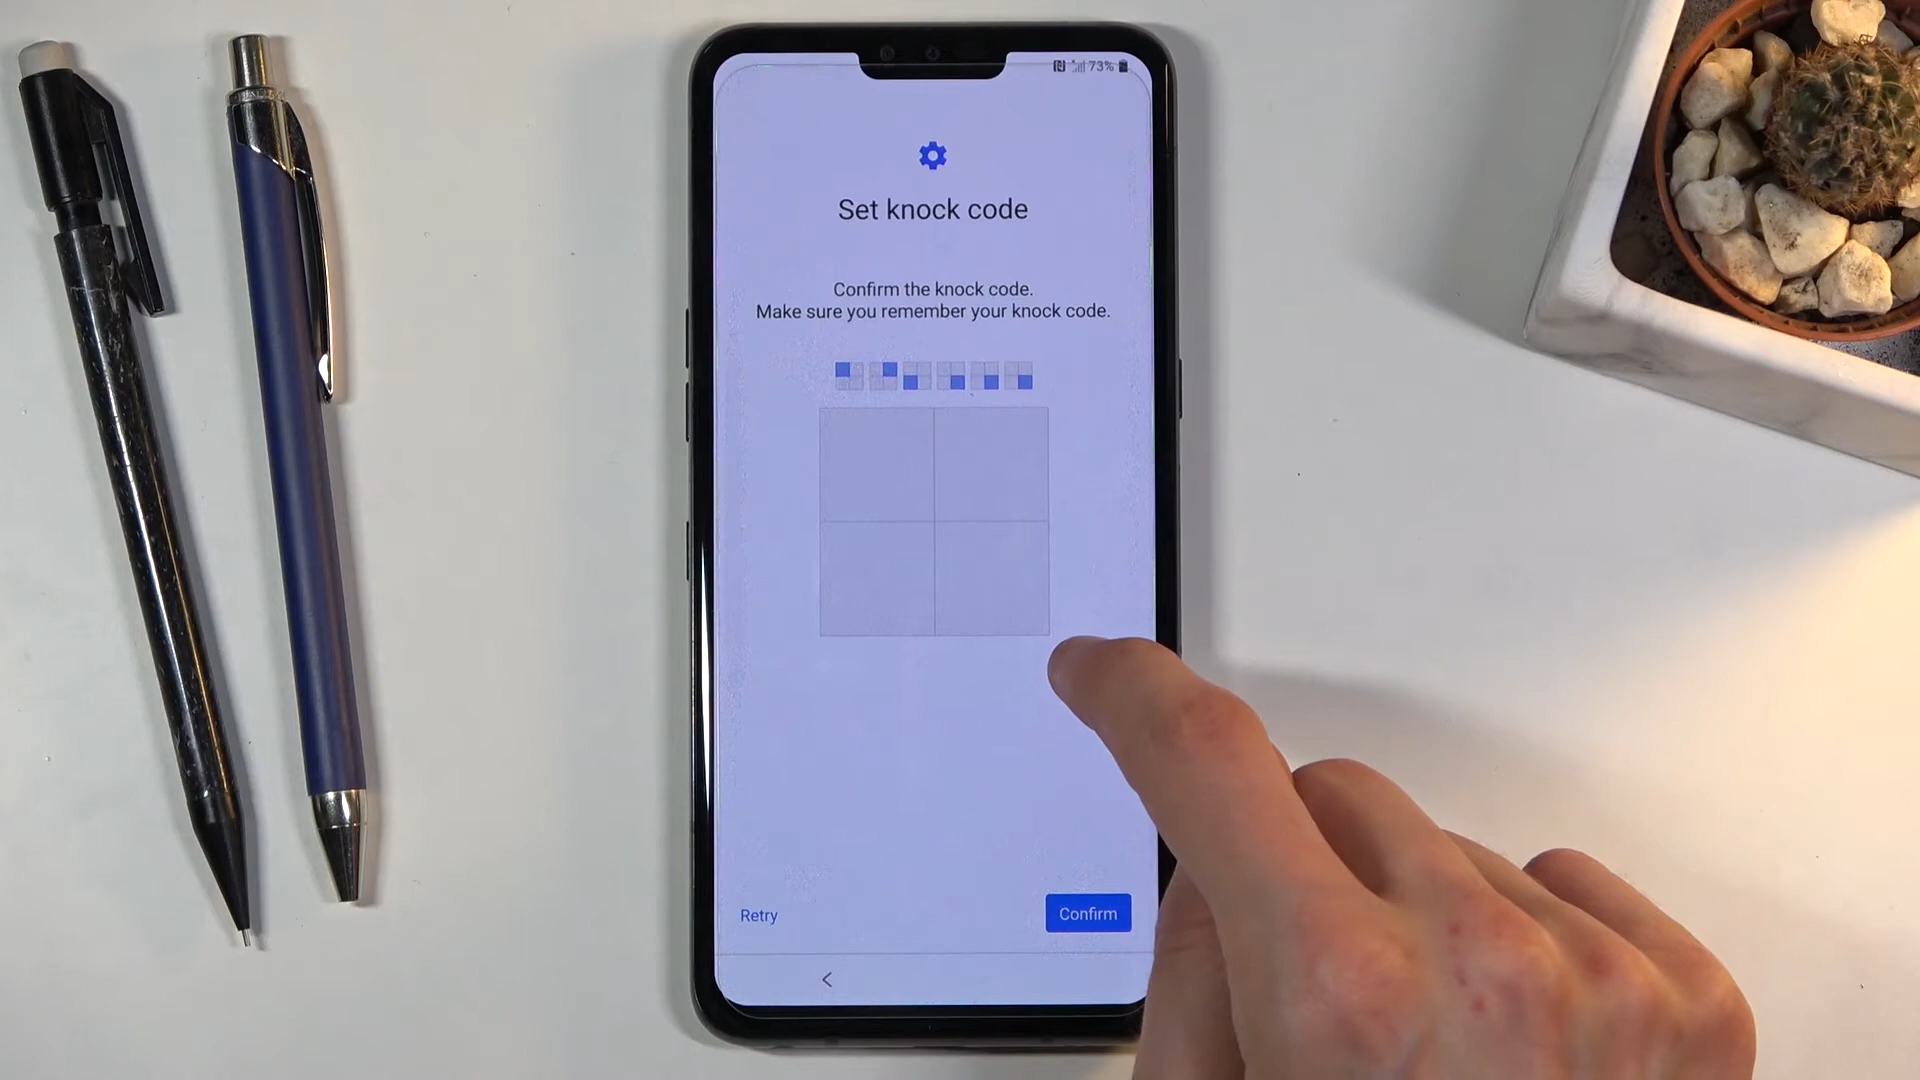 73%
Set knock code
Confirm the knock code.
Make sure you remember your knock code.
Retry
Confirm